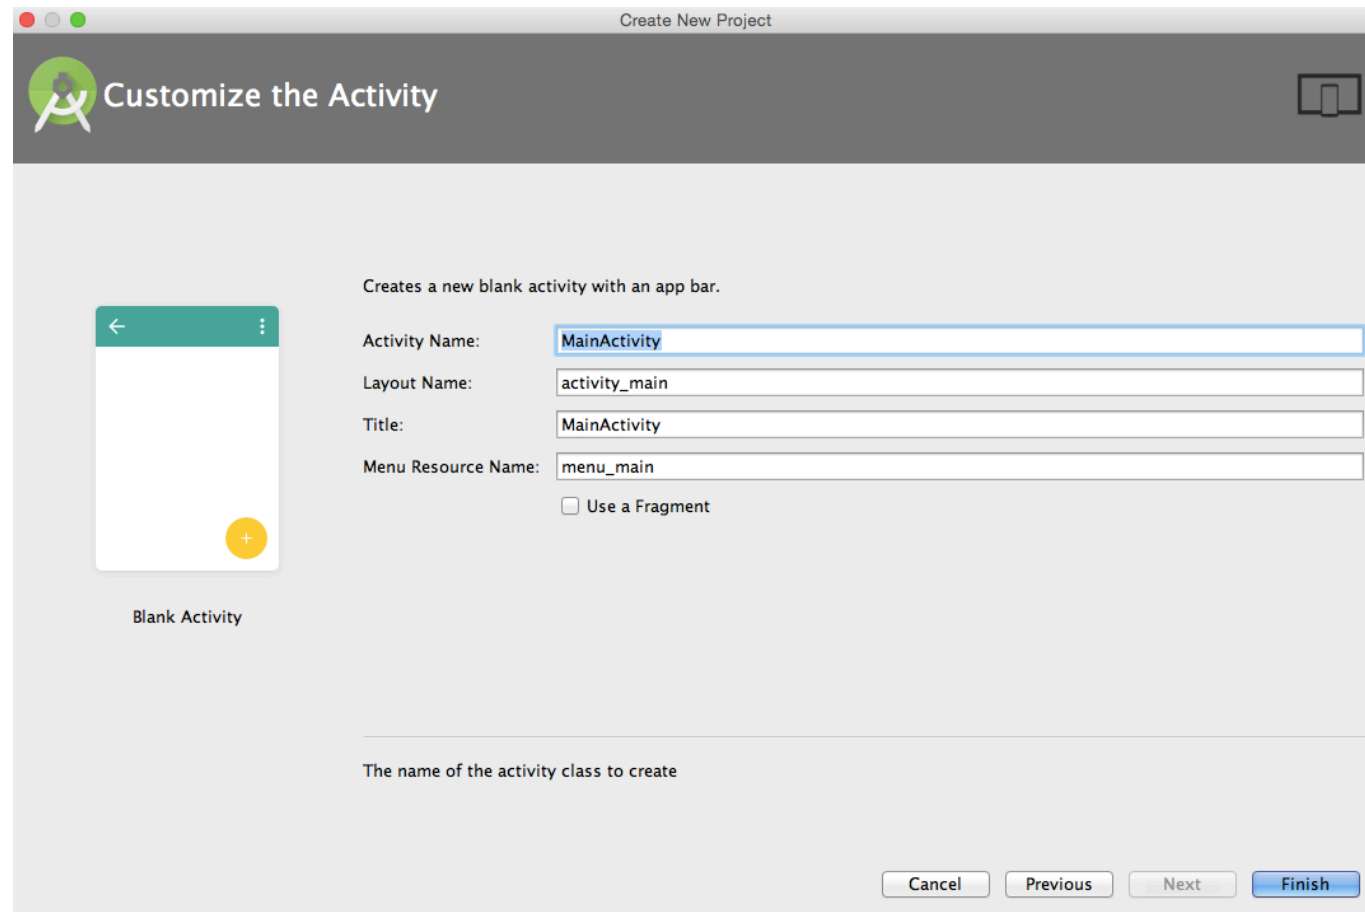 Create New Project
Customize the Activity
Creates a new blank activity with an app bar.
Activity Name: MainActivity
Layout Name: activity_main
Title: MainActivity
Menu Resource Name: menu_main
Use a Fragment
Blank Activity
The name of the activity class to create
Cancel Previous Next Finish